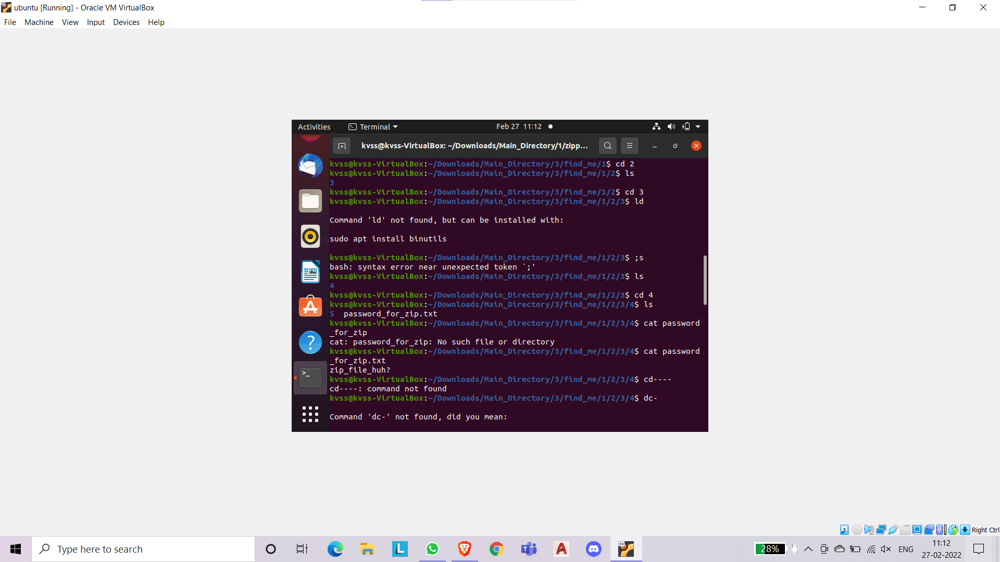 ubuntu [Running] - Oracle VM VirtualBox
File Machine View Input Devices Help
Activities Terminal Feb 27 11:12
kvss@kvss-VirtualBox: ~/Downloads/Main_Directory/1/zipp...
kvss@kvss-VirtualBox:~/Downloads/Main_Directory/3/find_me/1$ cd 2
kvss@kvss-VirtualBox:~/Downloads/Main_Directory/3/find_me/1/2$ ls
3
kvss@kvss-VirtualBox:~/Downloads/Main_Directory/3/find_me/1/2$ cd 3
kvss@kvss-VirtualBox:~/Downloads/Main_Directory/3/find_me/1/2/3$ ld
Command 'ld' not found, but can be installed with:
sudo apt install binutils
kvss@kvss-VirtualBox:~/Downloads/Main_Directory/3/find_me/1/2/3$ ;s
bash: syntax error near unexpected token `;'
kvss@kvss-VirtualBox:~/Downloads/Main_Directory/3/find_me/1/2/3$ ls
4
kvss@kvss-VirtualBox:~/Downloads/Main_Directory/3/find_me/1/2/3$ cd 4
kvss@kvss-VirtualBox:~/Downloads/Main_Directory/3/find_me/1/2/3/4$ ls
5  password_for_zip.txt
kvss@kvss-VirtualBox:~/Downloads/Main_Directory/3/find_me/1/2/3/4$ cat password
_for_zip
cat: password_for_zip: No such file or directory
kvss@kvss-VirtualBox:~/Downloads/Main_Directory/3/find_me/1/2/3/4$ cat password
_for_zip.txt
zip_file_huh?
kvss@kvss-VirtualBox:~/Downloads/Main_Directory/3/find_me/1/2/3/4$ cd----
cd----: command not found
kvss@kvss-VirtualBox:~/Downloads/Main_Directory/3/find_me/1/2/3/4$ dc-
Command 'dc-' not found, did you mean:
Right Ctrl
Type here to search
28%
ENG
11:12
27-02-2022